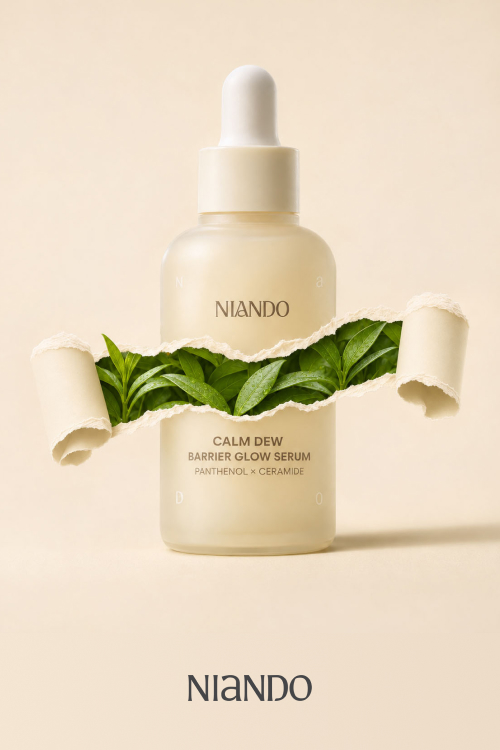 NIANDO
CALM DEW
BARRIER GLOW SERUM
PANTHENOL × CERAMIDE
D
NIANDO